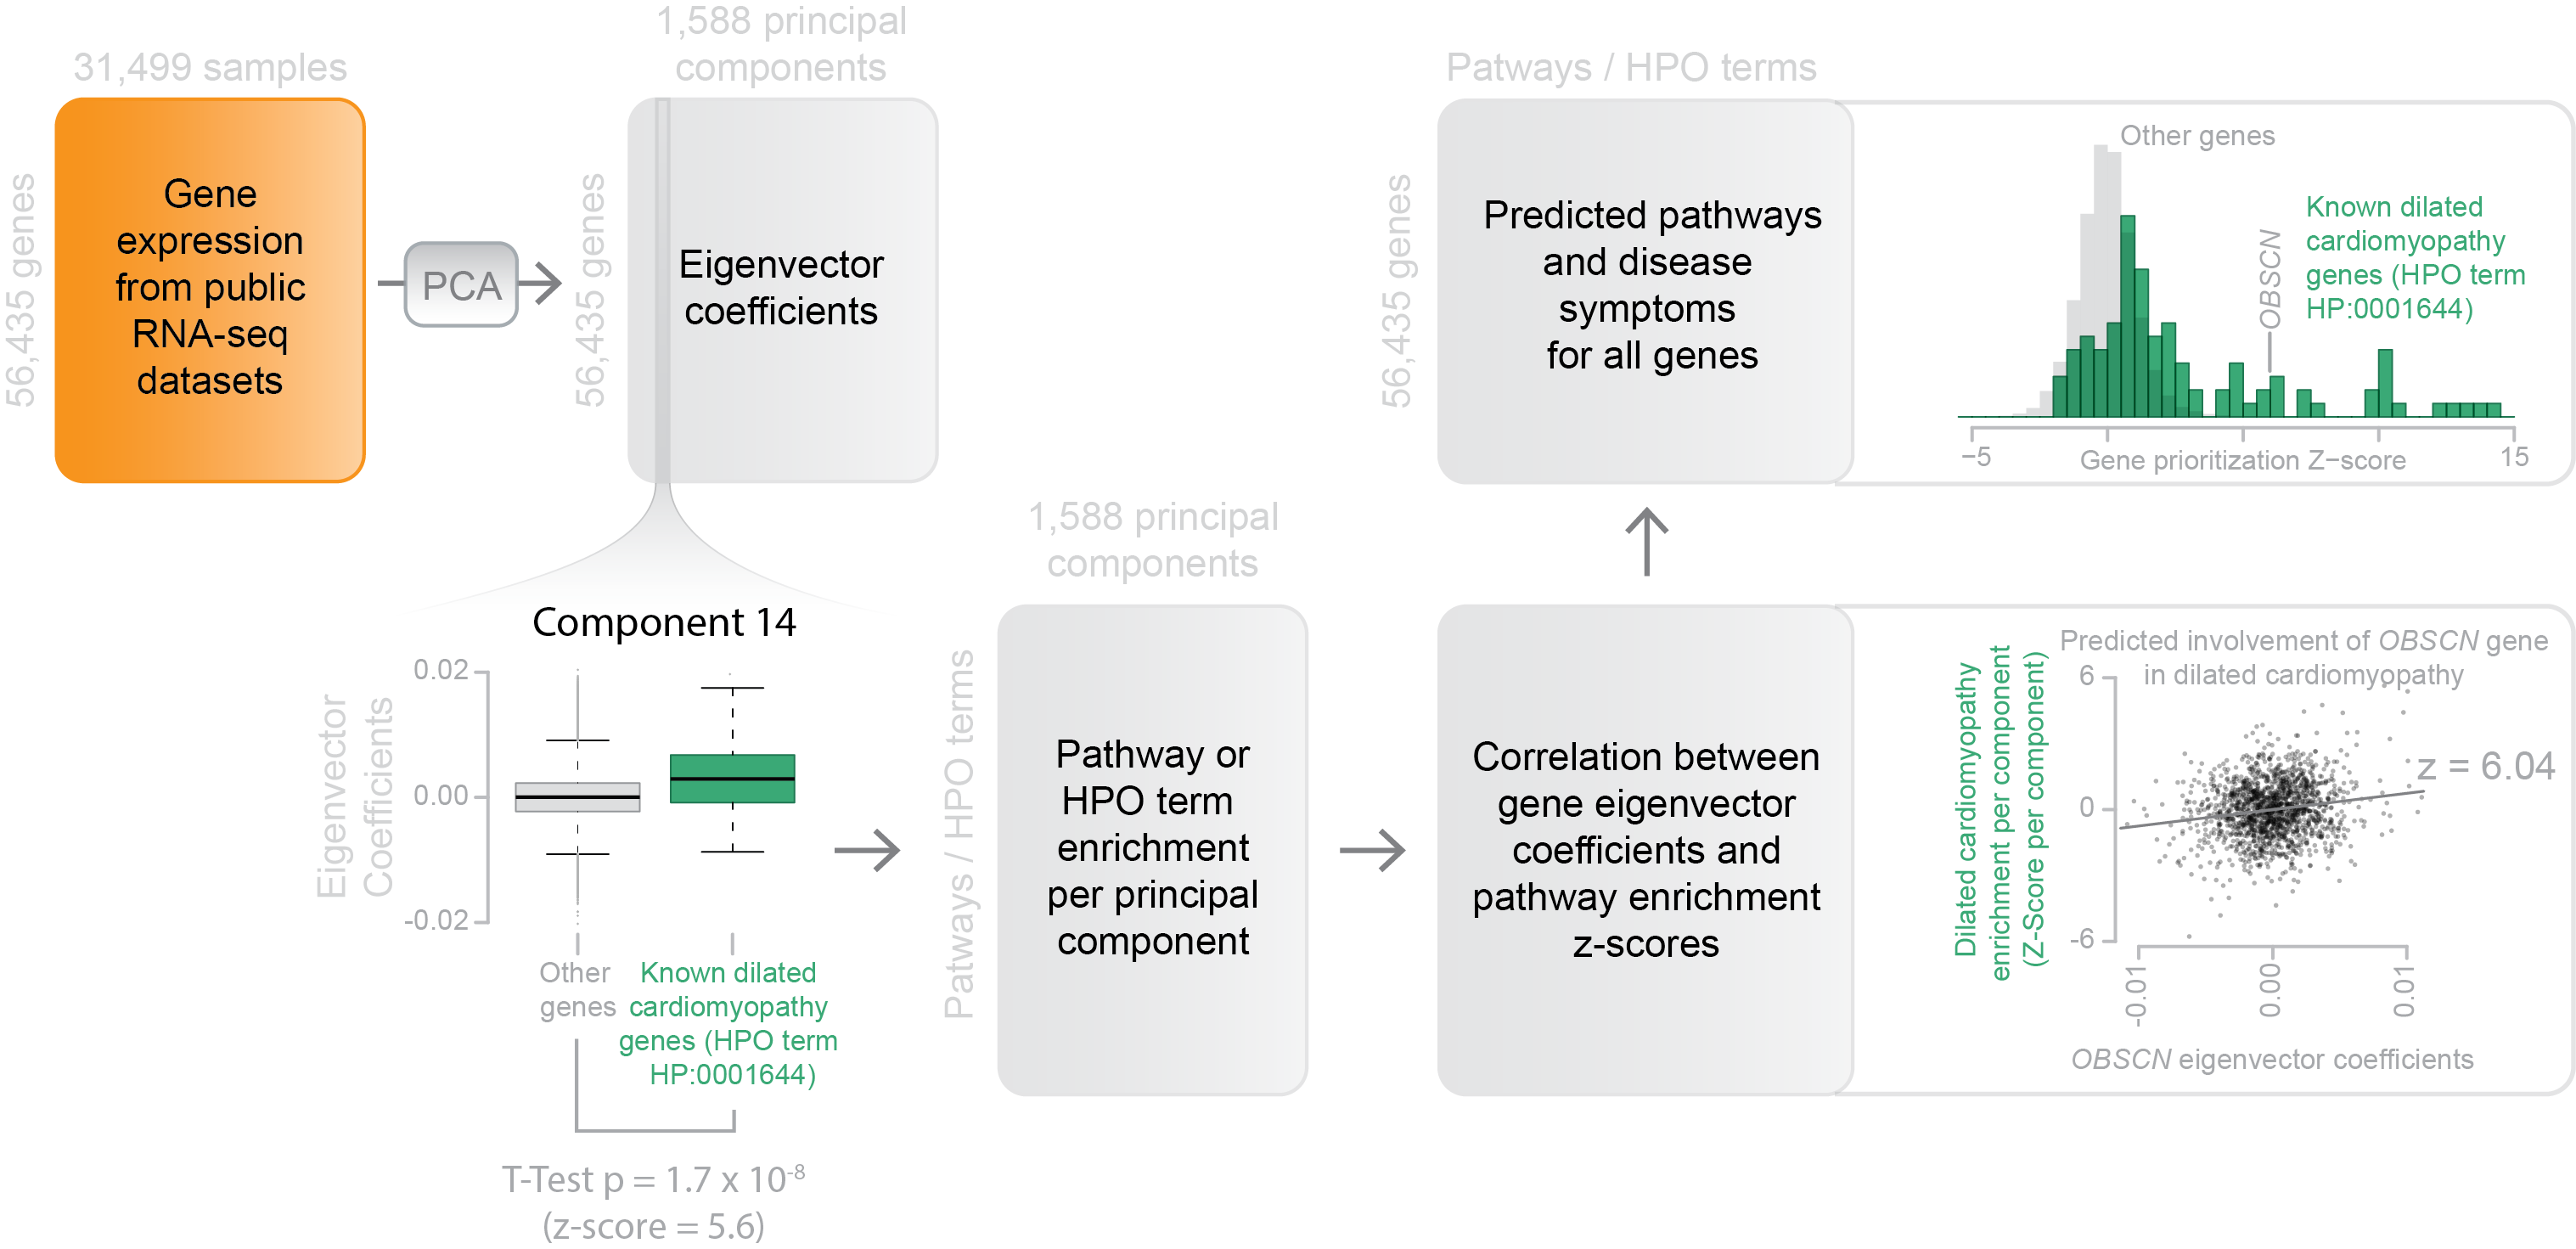 31,499 samples
56,435 genes
Gene
expression
from public
RNA-seq
datasets
PCA
1,588 principal
components
56,435 genes
Eigenvector
coefficients
Component 14
Eigenvector
Coefficients
0.02
0.00
-0.02
Other
genes
Known dilated
cardiomyopathy
genes (HPO term
HP:0001644)
T-Test p = 1.7 x 10-8
(z-score = 5.6)
1,588 principal
components
Patways / HPO terms
Pathway or
HPO term
enrichment
per principal
component
Correlation between
gene eigenvector
coefficients and
pathway enrichment
z-scores
Predicted involvement of OBSCN gene
in dilated cardiomyopathy
Dilated cardiomyopathy
enrichment per component
(Z-Score per component)
6
0
-6
z = 6.04
-0.01
0.00
0.01
OBSCN eigenvector coefficients
Patways / HPO terms
56,435 genes
Predicted pathways
and disease
symptoms
for all genes
Other genes
OBSCN
Known dilated
cardiomyopathy
genes (HPO term
HP:0001644)
−5
15
Gene prioritization Z−score